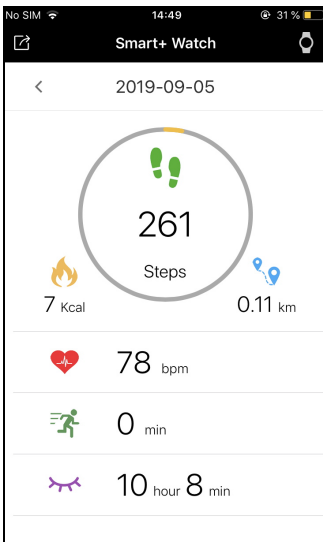 No SIM 14:49 31 %
Smart+ Watch
2019-09-05
261
Steps
7 Kcal 0.11 km
78 bpm
0 min
10 hour 8 min